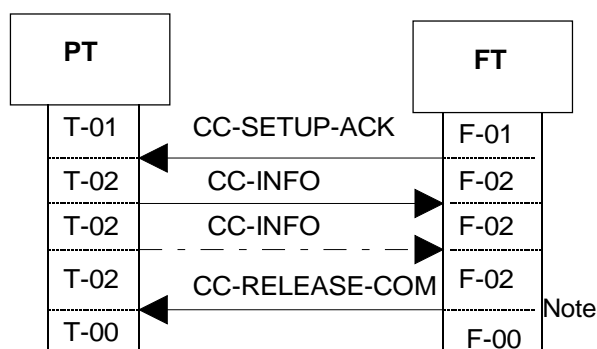 PT
FT
T-01 CC-SETUP-ACK F-01
T-02 CC-INFO F-02
T-02 CC-INFO F-02
T-02 CC-RELEASE-COM F-02
Note
T-00 F-00